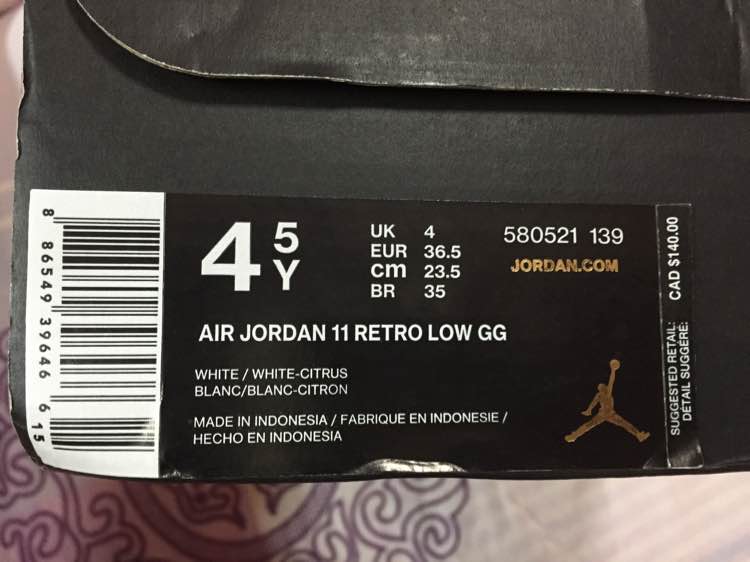 8 86549 39646 6 15
4 5 Y
UK 4
EUR 36.5
cm 23.5
BR 35
580521 139
JORDAN.COM
AIR JORDAN 11 RETRO LOW GG
WHITE / WHITE-CITRUS
BLANC/BLANC-CITRON
MADE IN INDONESIA / FABRIQUE EN INDONESIE /
HECHO EN INDONESIA
SUGGESTED RETAIL: CAD $140.00
DÉTAIL SUGGÉRÉ: